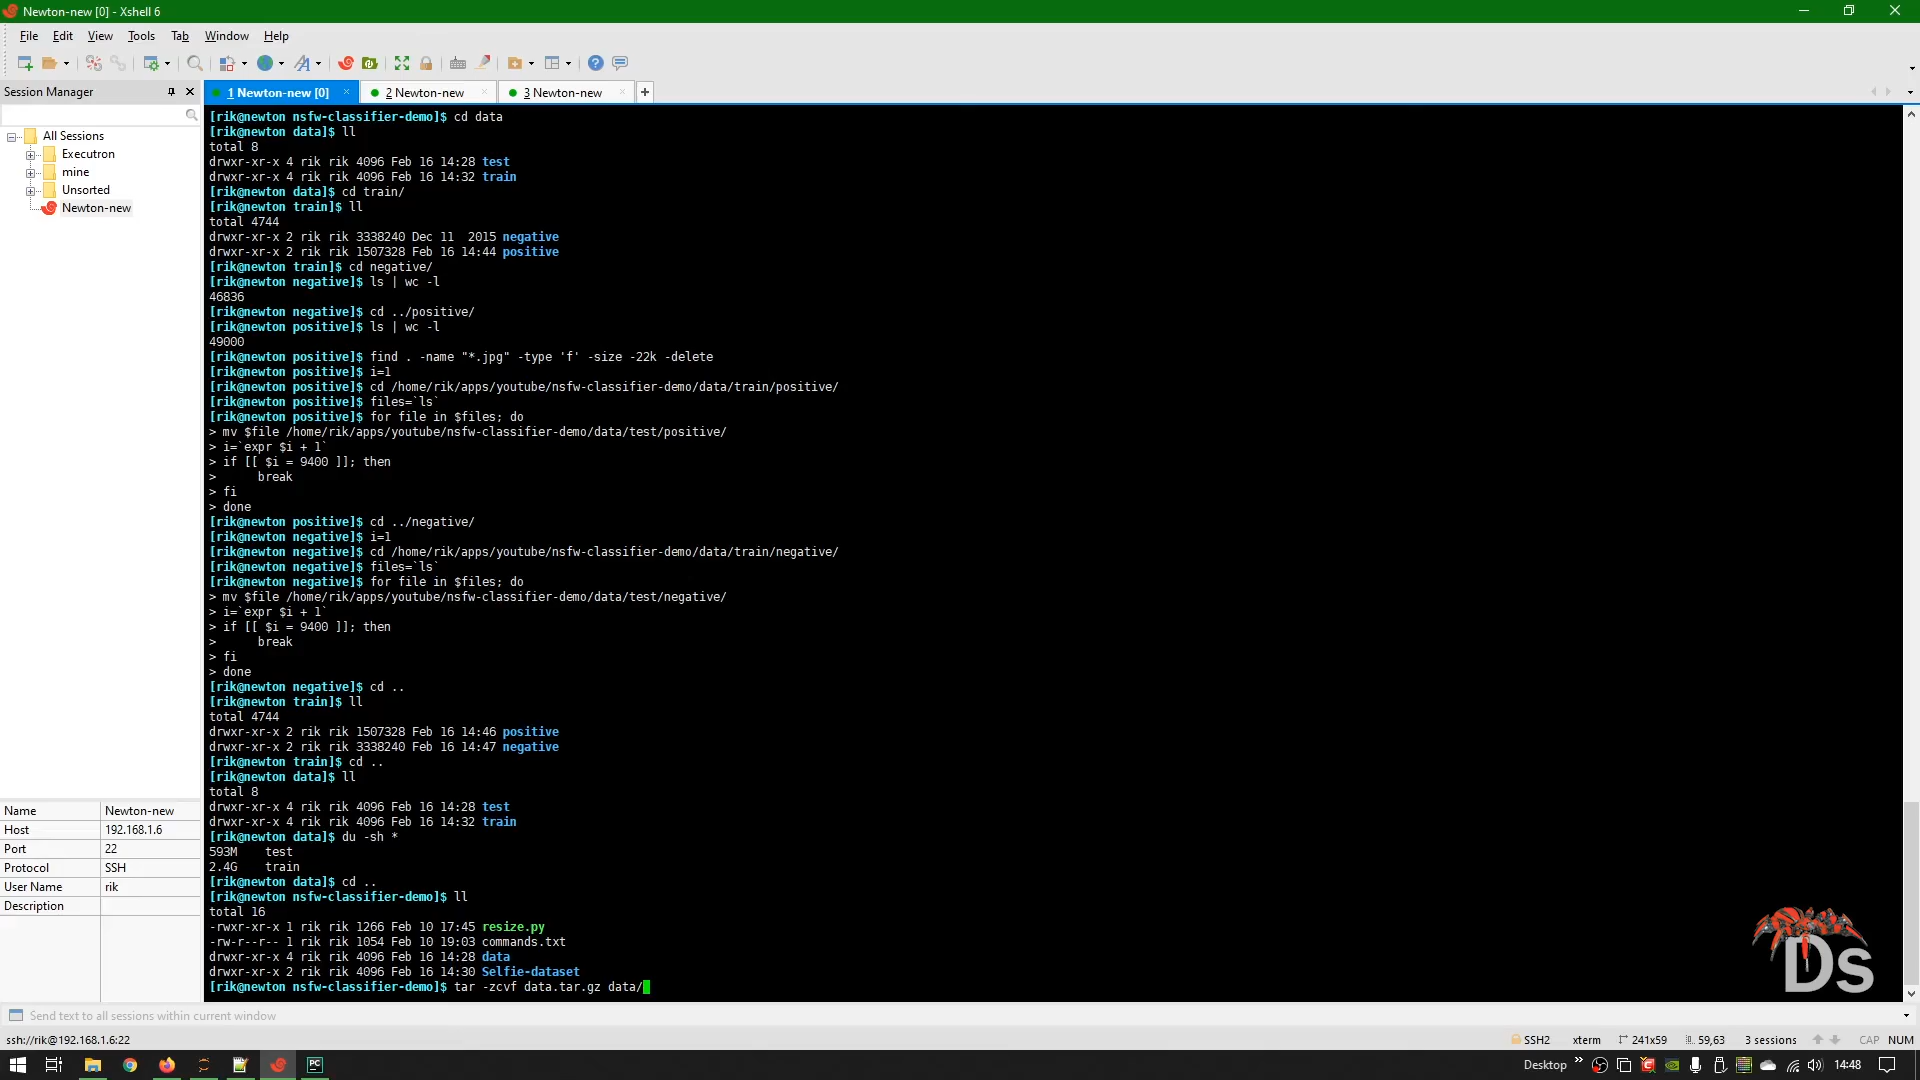 Newton-new [0] - Xshell 6
File Edit View Tools Tab Window Help
Session Manager
1 Newton-new [0]
2 Newton-new
3 Newton-new
All Sessions
Executron
mine
Unsorted
Newton-new
[rik@newton nsfw-classifier-demo]$ cd data
[rik@newton data]$ ll
total 8
drwxr-xr-x 4 rik rik 4096 Feb 16 14:28 test
drwxr-xr-x 4 rik rik 4096 Feb 16 14:32 train
[rik@newton data]$ cd train/
[rik@newton train]$ ll
total 4744
drwxr-xr-x 2 rik rik 3338240 Dec 11  2015 negative
drwxr-xr-x 2 rik rik 1507328 Feb 16 14:44 positive
[rik@newton train]$ cd negative/
[rik@newton negative]$ ls | wc -l
46836
[rik@newton negative]$ cd ../positive/
[rik@newton positive]$ ls | wc -l
49000
[rik@newton positive]$ find . -name "*.jpg" -type 'f' -size -22k -delete
[rik@newton positive]$ i=1
[rik@newton positive]$ cd /home/rik/apps/youtube/nsfw-classifier-demo/data/train/positive/
[rik@newton positive]$ files=`ls`
[rik@newton positive]$ for file in $files; do
> mv $file /home/rik/apps/youtube/nsfw-classifier-demo/data/test/positive/
> i=`expr $i + 1`
> if [[ $i = 9400 ]]; then
>      break
> fi
> done
[rik@newton positive]$ cd ../negative/
[rik@newton negative]$ i=1
[rik@newton negative]$ cd /home/rik/apps/youtube/nsfw-classifier-demo/data/train/negative/
[rik@newton negative]$ files=`ls`
[rik@newton negative]$ for file in $files; do
> mv $file /home/rik/apps/youtube/nsfw-classifier-demo/data/test/negative/
> i=`expr $i + 1`
> if [[ $i = 9400 ]]; then
>      break
> fi
> done
[rik@newton negative]$ cd ..
[rik@newton train]$ ll
total 4744
drwxr-xr-x 2 rik rik 1507328 Feb 16 14:46 positive
drwxr-xr-x 2 rik rik 3338240 Feb 16 14:47 negative
[rik@newton train]$ cd ..
[rik@newton data]$ ll
total 8
drwxr-xr-x 4 rik rik 4096 Feb 16 14:28 test
drwxr-xr-x 4 rik rik 4096 Feb 16 14:32 train
[rik@newton data]$ du -sh *
593M    test
2.4G    train
[rik@newton data]$ cd ..
[rik@newton nsfw-classifier-demo]$ ll
total 16
-rwxr-xr-x 1 rik rik 1266 Feb 10 17:45 resize.py
-rw-r--r-- 1 rik rik 1054 Feb 10 19:03 commands.txt
drwxr-xr-x 4 rik rik 4096 Feb 16 14:28 data
drwxr-xr-x 2 rik rik 4096 Feb 16 14:30 Selfie-dataset
[rik@newton nsfw-classifier-demo]$ tar -zcvf data.tar.gz data/
Name Newton-new
Host 192.168.1.6
Port 22
Protocol SSH
User Name rik
Description
Ds
Send text to all sessions within current window
ssh://rik@192.168.1.6:22
SSH2 xterm 241x59 59,63 3 sessions CAP NUM
PC
Desktop
14:48